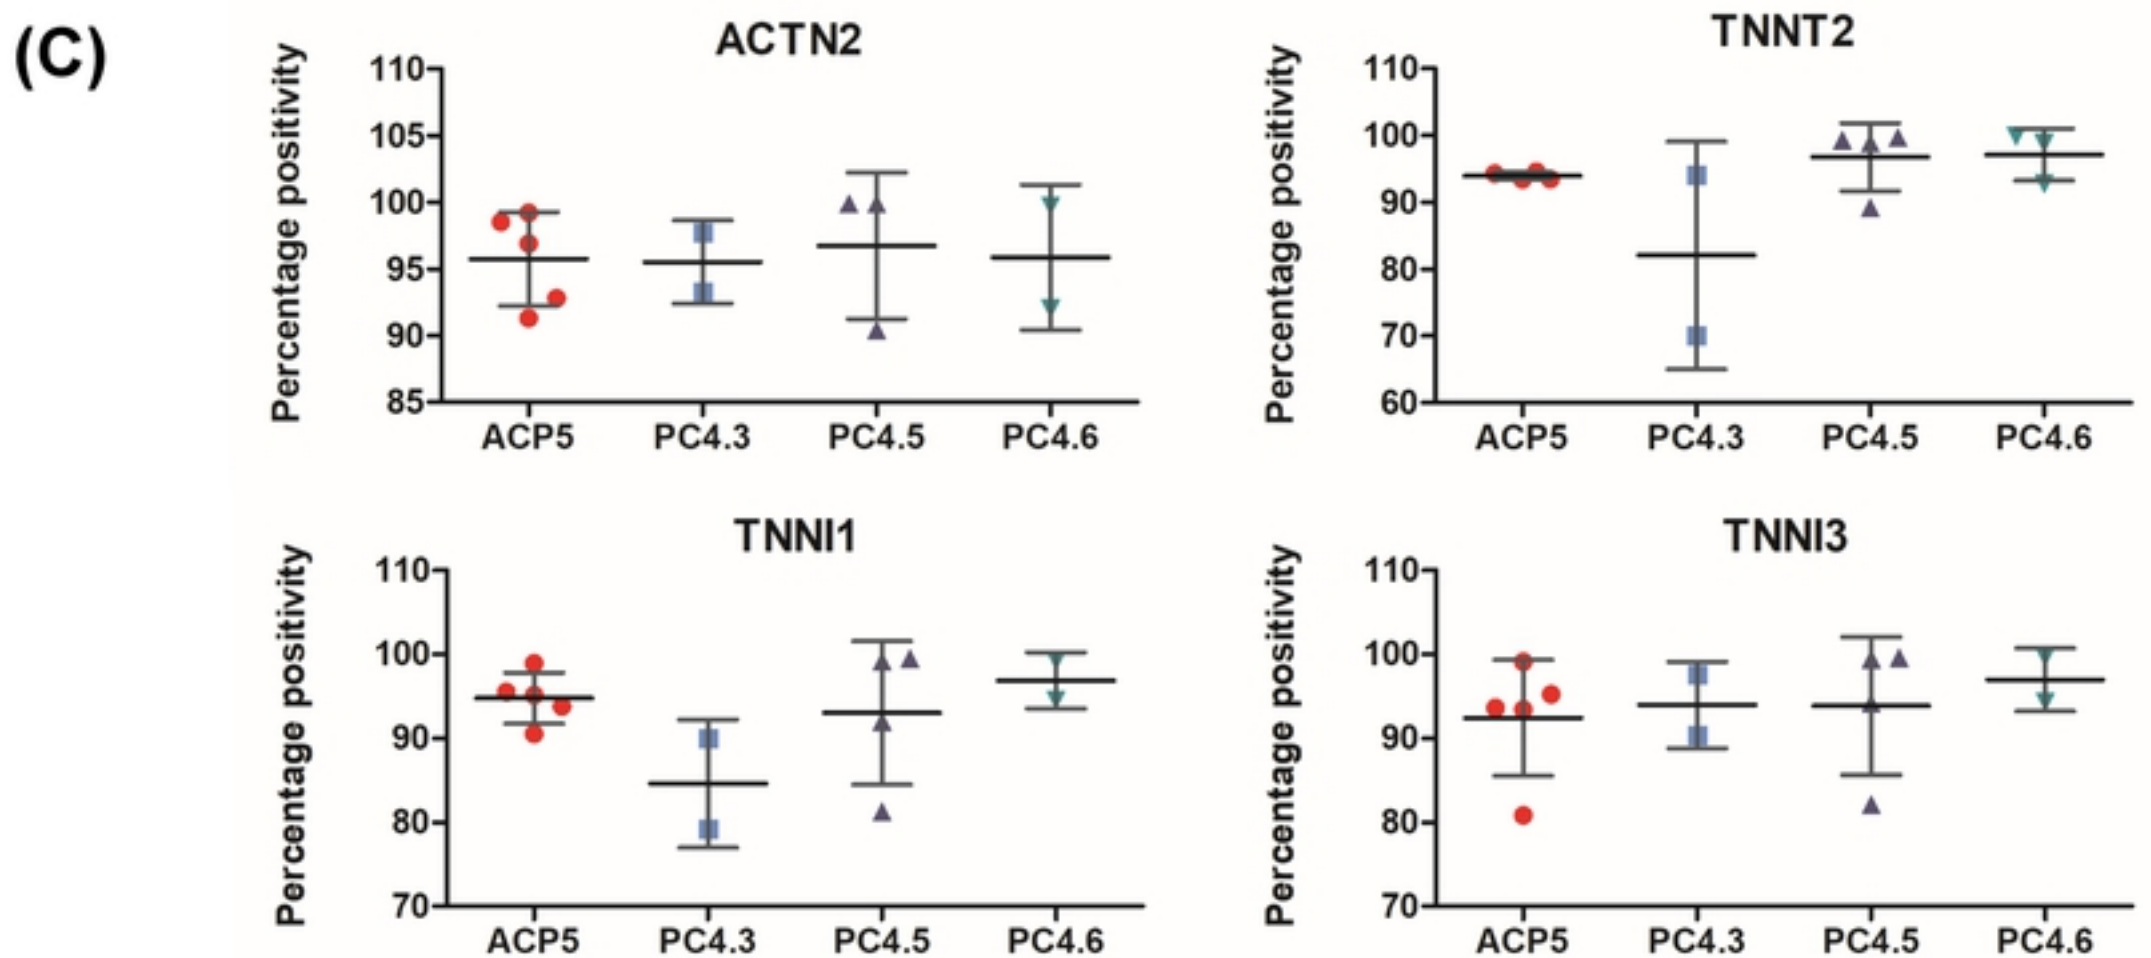 (C)
ACTN2
Percentage positivity
110
105
100
95
90
85
ACP5 PC4.3 PC4.5 PC4.6
TNNT2
Percentage positivity
110
100
90
80
70
60
ACP5 PC4.3 PC4.5 PC4.6
TNNI1
Percentage positivity
110
100
90
80
70
ACP5 PC4.3 PC4.5 PC4.6
TNNI3
Percentage positivity
110
100
90
80
70
ACP5 PC4.3 PC4.5 PC4.6